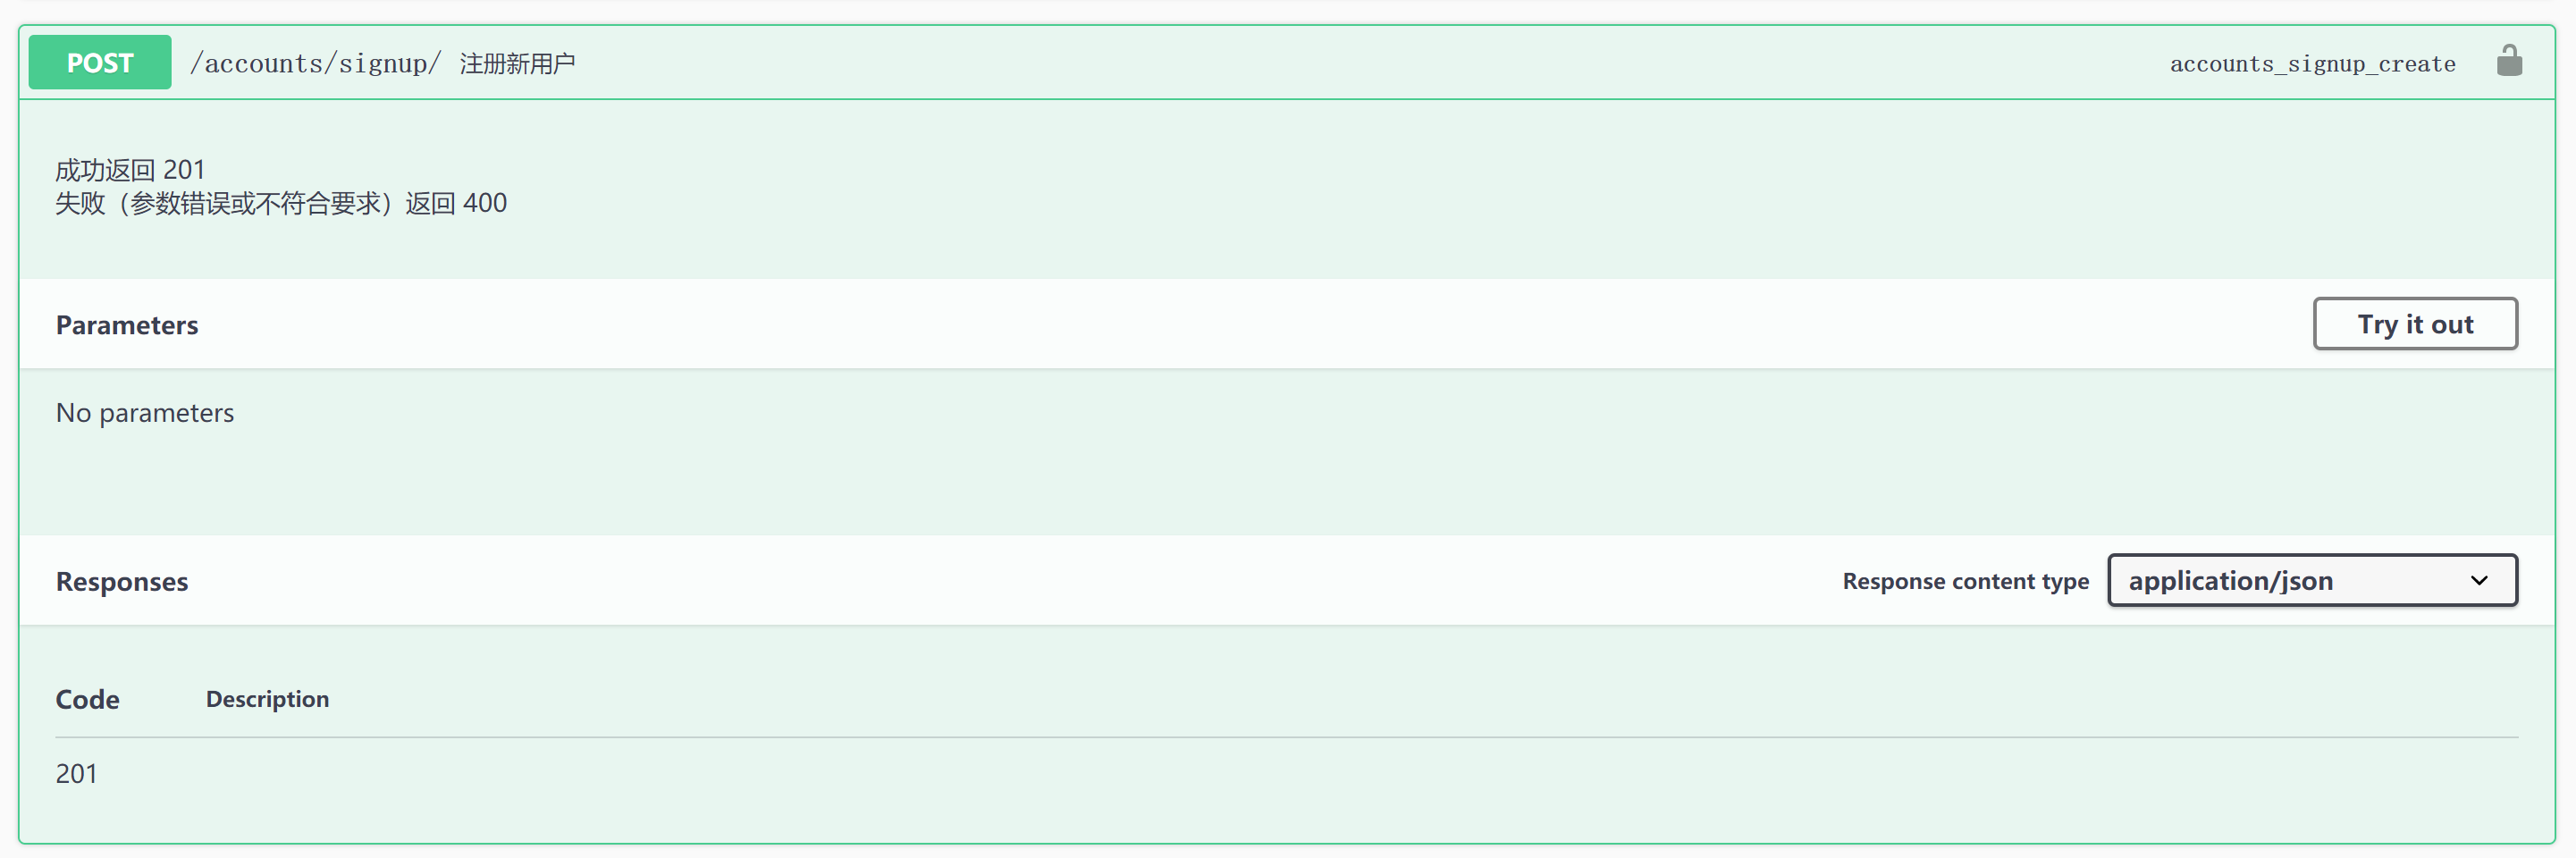 POST /accounts/signup/ 注册新用户 accounts_signup_create
成功返回 201
失败（参数错误或不符合要求）返回 400
Parameters Try it out
No parameters
Responses Response content type application/json
Code Description
201